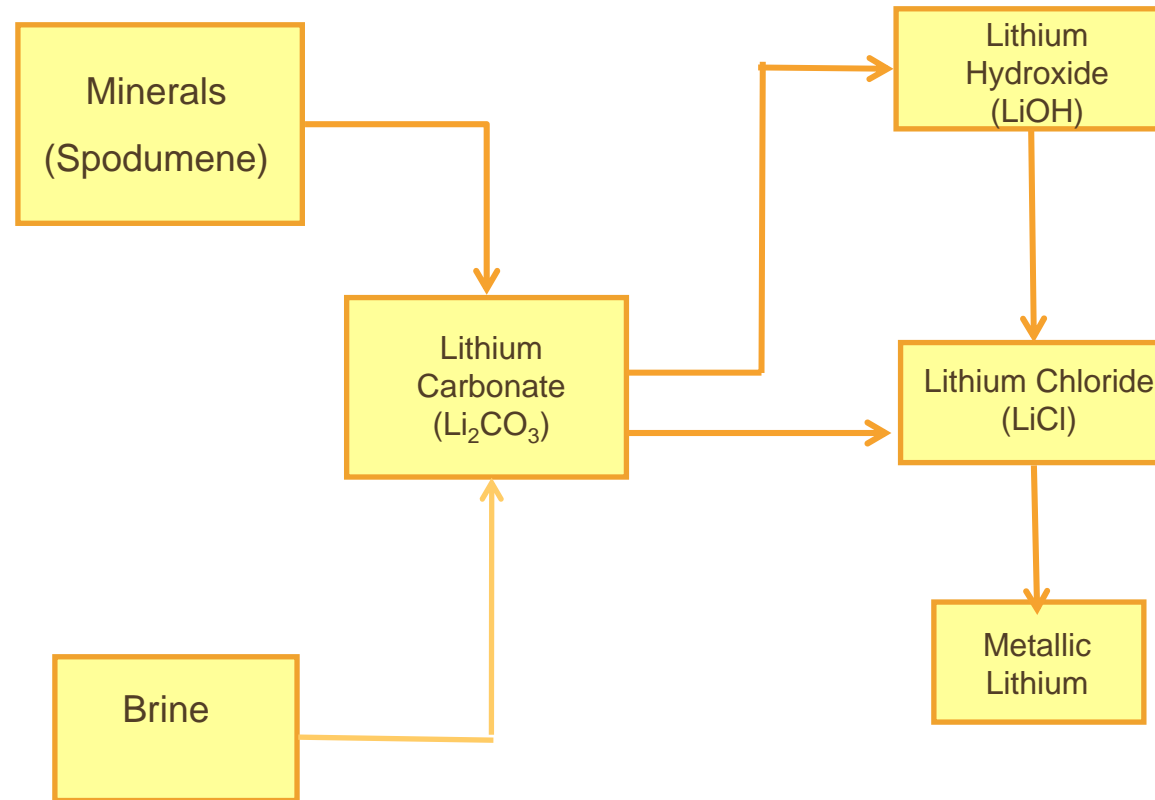 Minerals
(Spodumene)
Lithium
Hydroxide
(LiOH)
Lithium
Carbonate
(Li₂CO₃)
Lithium Chloride
(LiCl)
Brine
Metallic
Lithium